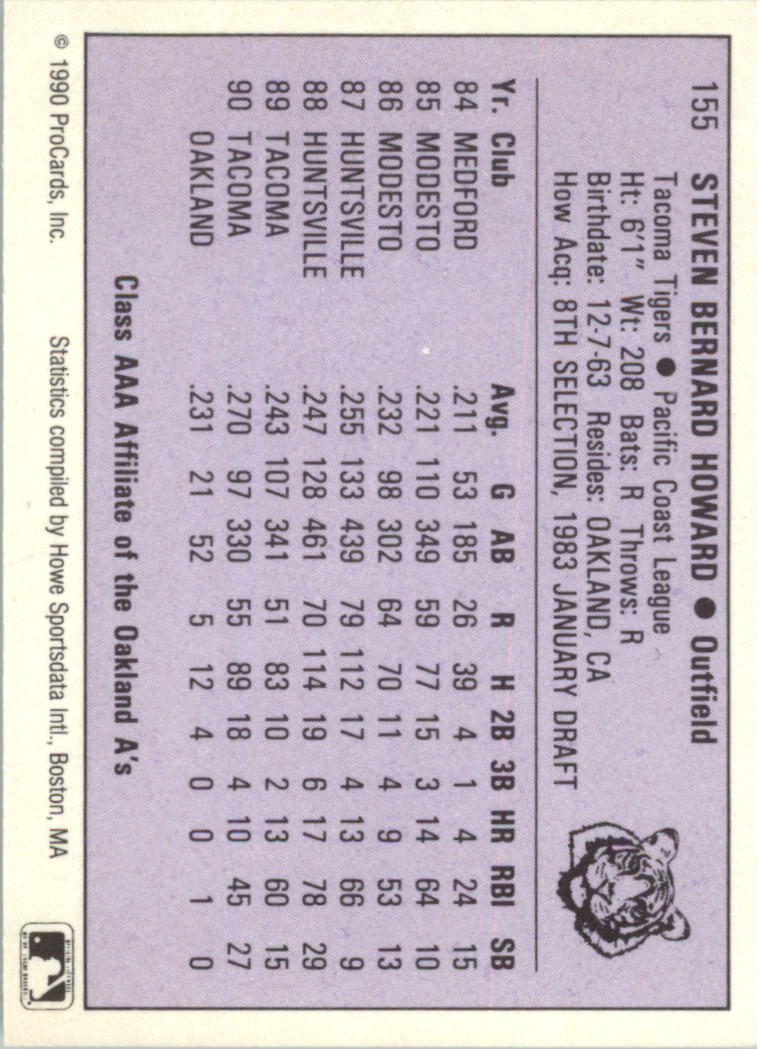 155 STEVEN BERNARD HOWARD ● Outfield
Tacoma Tigers ● Pacific Coast League
Ht: 6'1" Wt: 208 Bats: R Throws: R
Birthdate: 12-7-63 Resides: OAKLAND, CA
How Acq: 8TH SELECTION, 1983 JANUARY DRAFT
Yr. Club Avg. G AB R H 2B 3B HR RBI SB
84 MEDFORD .211 53 185 26 39 4 1 4 24 15
85 MODESTO .221 110 349 59 77 15 3 14 64 10
86 MODESTO .232 98 302 64 70 11 4 9 53 13
87 HUNTSVILLE .255 133 439 79 112 17 4 13 66 9
88 HUNTSVILLE .247 128 461 70 114 19 6 17 78 29
89 TACOMA .243 107 341 51 83 10 2 13 60 15
90 TACOMA .270 97 330 55 89 18 4 10 45 27
OAKLAND .231 21 52 5 12 4 0 0 1 0
Class AAA Affiliate of the Oakland A's
© 1990 ProCards, Inc. Statistics compiled by Howe Sportsdata Intl., Boston, MA